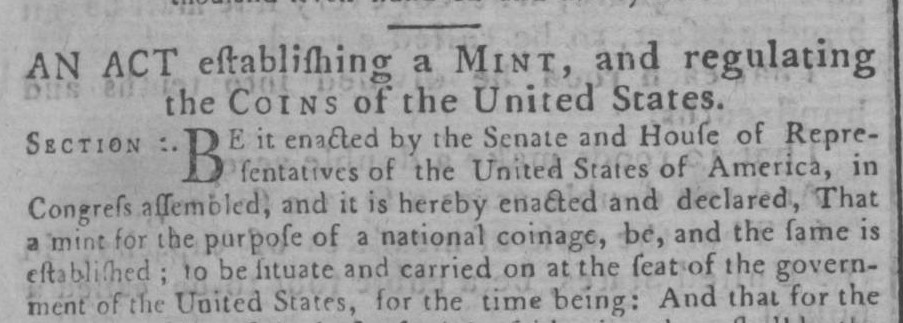 AN ACT eſtabliſhing a MINT, and regulating
the COINS of the United States.
SECTION :. BE it enacted by the Senate and Houſe of Repre-
ſentatives of the United States of America, in
Congreſs aſſembled, and it is hereby enacted and declared, That
a mint for the purpoſe of a national coinage, be, and the ſame is
eſtabliſhed; to be ſituate and carried on at the ſeat of the govern-
ment of the United States, for the time being: And that for the